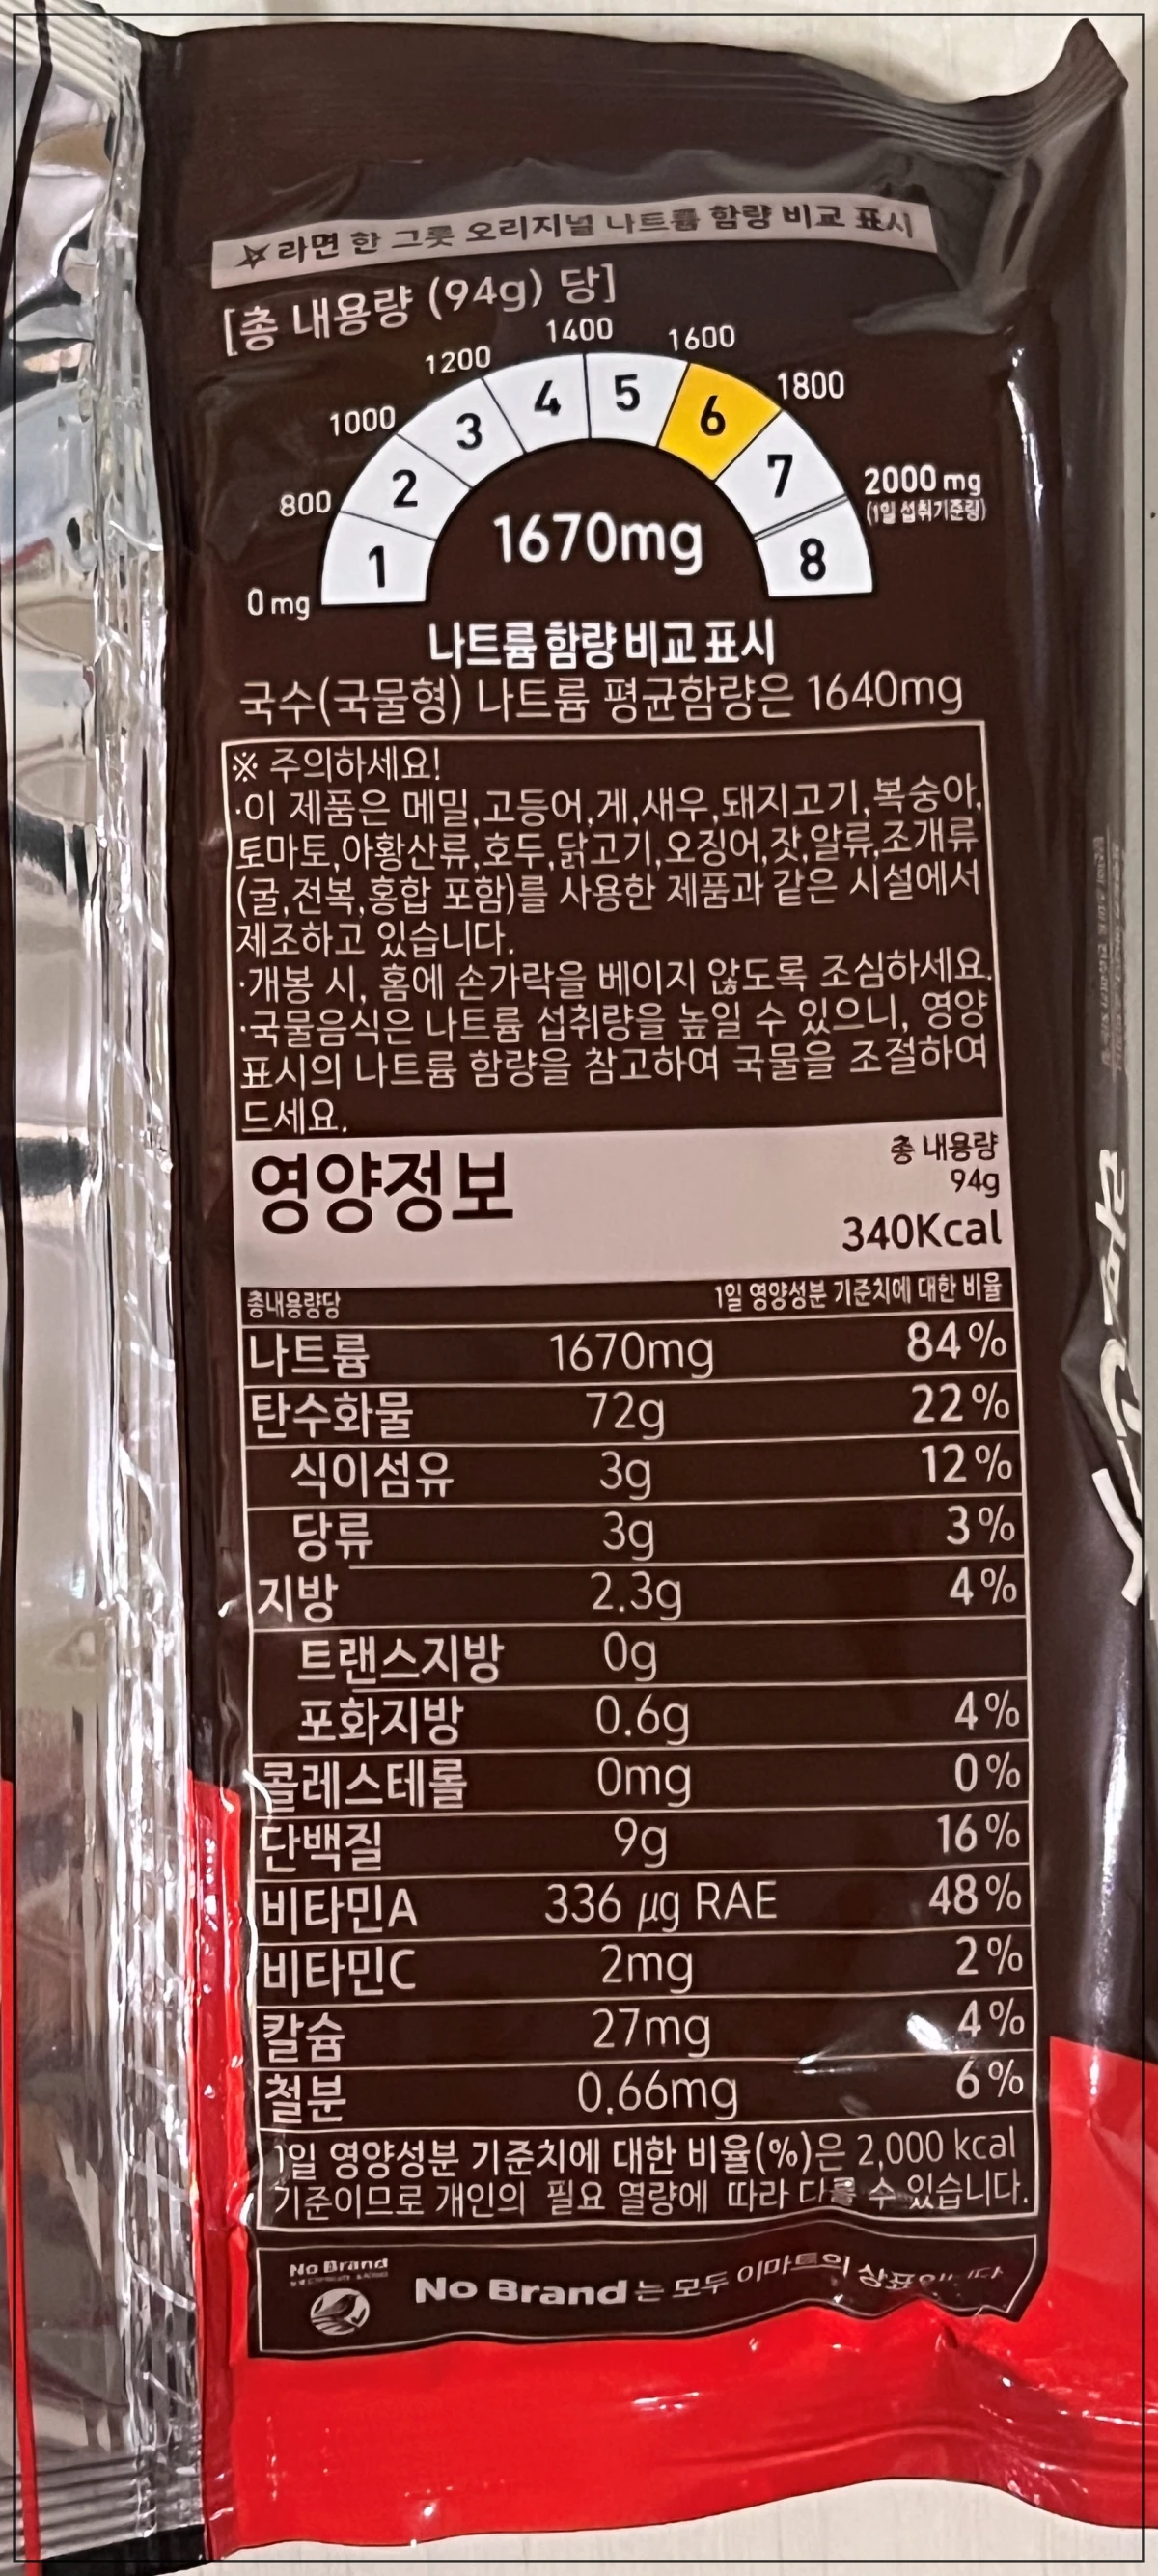 ☆ 라면 한 그릇 오리지널 나트륨 함량 비교 표시
[총 내용량 (94g) 당]
0 mg 800 1000 1200 1400 1600 1800 2000 mg
(1일 섭취기준량)
1 2 3 4 5 6 7 8
1670mg
나트륨 함량 비교 표시
국수(국물형) 나트륨 평균함량은 1640mg
※ 주의하세요!
·이 제품은 메밀,고등어,게,새우,돼지고기,복숭아,
토마토,아황산류,호두,닭고기,오징어,잣,알류,조개류
(굴,전복,홍합 포함)를 사용한 제품과 같은 시설에서
제조하고 있습니다.
·개봉 시, 홈에 손가락을 베이지 않도록 조심하세요.
·국물음식은 나트륨 섭취량을 높일 수 있으니, 영양
표시의 나트륨 함량을 참고하여 국물을 조절하여
드세요.
영양정보
총 내용량
94g
340Kcal
총내용량당 1일 영양성분 기준치에 대한 비율
나트륨 1670mg 84%
탄수화물 72g 22%
식이섬유 3g 12%
당류 3g 3%
지방 2.3g 4%
트랜스지방 0g
포화지방 0.6g 4%
콜레스테롤 0mg 0%
단백질 9g 16%
비타민A 336 μg RAE 48%
비타민C 2mg 2%
칼슘 27mg 4%
철분 0.66mg 6%
1일 영양성분 기준치에 대한 비율(%)은 2,000 kcal
기준이므로 개인의 필요 열량에 따라 다를 수 있습니다.
No Brand
No Brand는 모두 이마트의 상표입니다